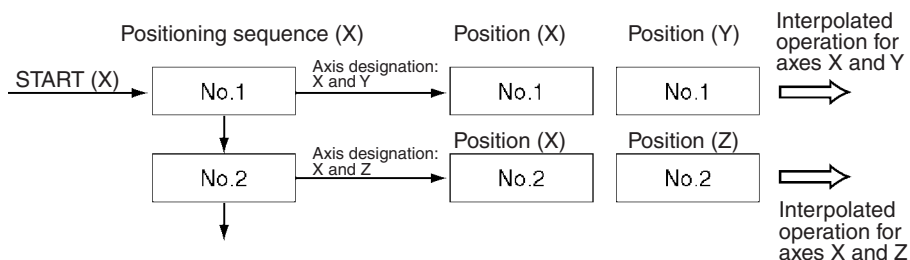 Positioning sequence (X)
Position (X)
Position (Y)
Interpolated
operation for
axes X and Y
START (X)
No.1
Axis designation:
X and Y
No.1
No.1
Position (X)
Position (Z)
No.2
Axis designation:
X and Z
No.2
No.2
Interpolated
operation for
axes X and Z